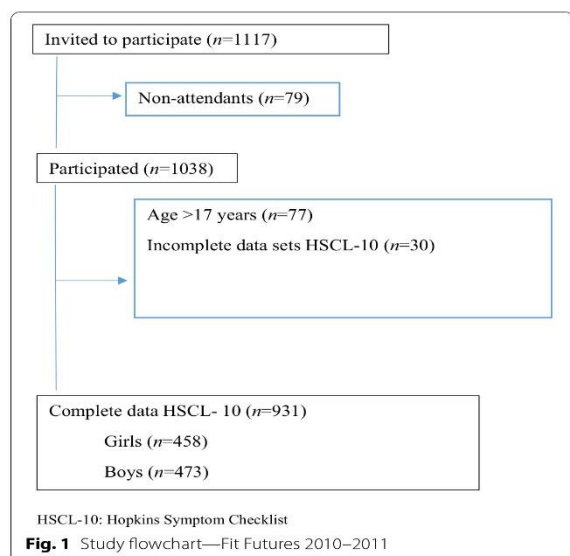 Invited to participate (n=1117)
Non-attendants (n=79)
Participated (n=1038)
Age >17 years (n=77)
Incomplete data sets HSCL-10 (n=30)
Complete data HSCL- 10 (n=931)
Girls (n=458)
Boys (n=473)
HSCL-10: Hopkins Symptom Checklist
Fig. 1 Study flowchart—Fit Futures 2010–2011